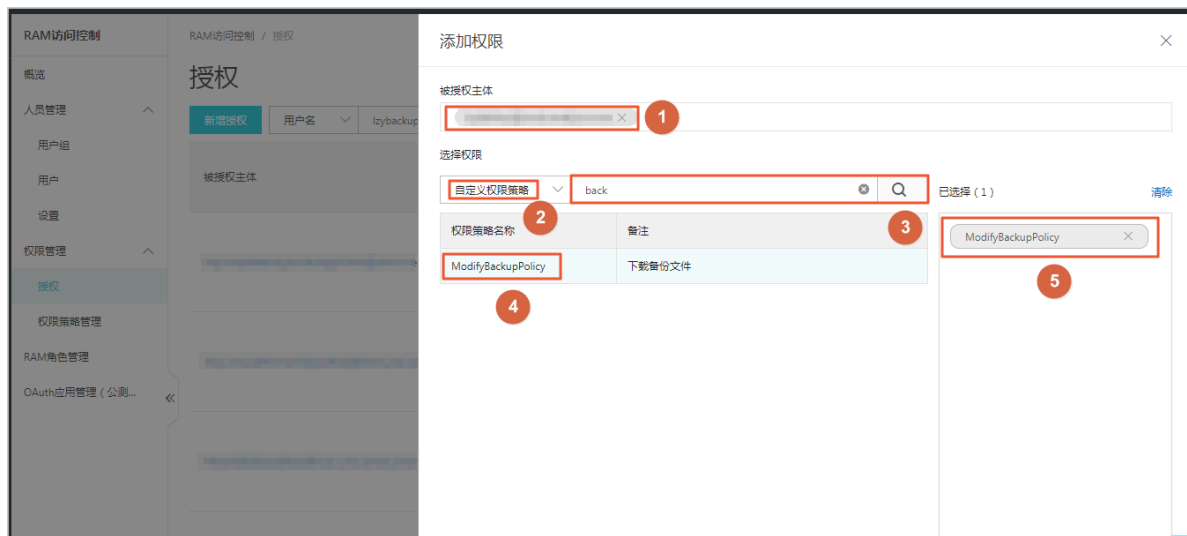 RAM访问控制
概览
人员管理
用户组
用户
设置
权限管理
授权
权限策略管理
RAM角色管理
OAuth应用管理（公测...
RAM访问控制 / 授权
授权
新增授权 用户名 lzybackup
被授权主体
添加权限
被授权主体
1
选择权限
自定义权限策略 back
2
3
权限策略名称 备注
ModifyBackupPolicy 下载备份文件
4
已选择（1） 清除
ModifyBackupPolicy
5